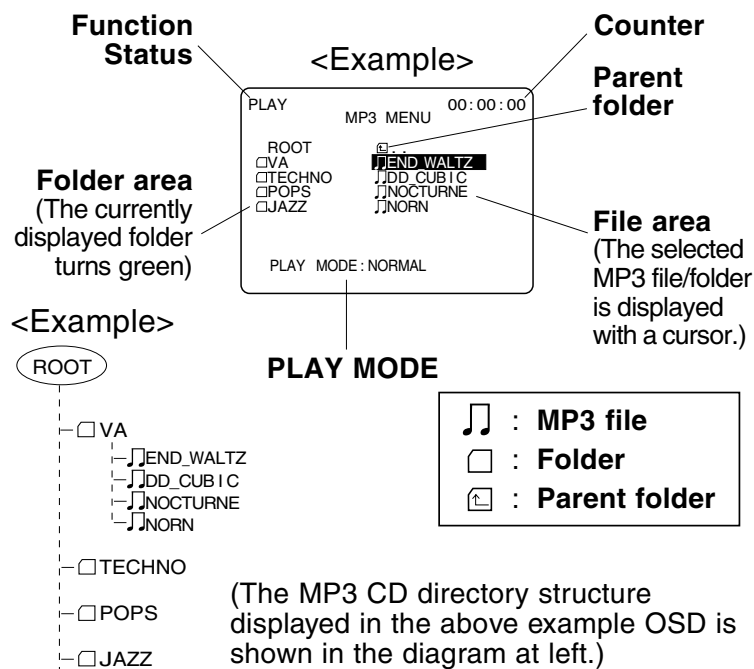 Function
Status
<Example>
Counter
Parent
folder
PLAY
00:00:00
MP3 MENU
ROOT
VA
TECHNO
POPS
JAZZ
..
END_WALTZ
DD_CUBIC
NOCTURNE
NORN
PLAY MODE:NORMAL
Folder area
(The currently
displayed folder
turns green)
File area
(The selected
MP3 file/folder
is displayed
with a cursor.)
PLAY MODE
<Example>
ROOT
VA
END_WALTZ
DD_CUBIC
NOCTURNE
NORN
TECHNO
POPS
JAZZ
: MP3 file
: Folder
: Parent folder
(The MP3 CD directory structure
displayed in the above example OSD is
shown in the diagram at left.)